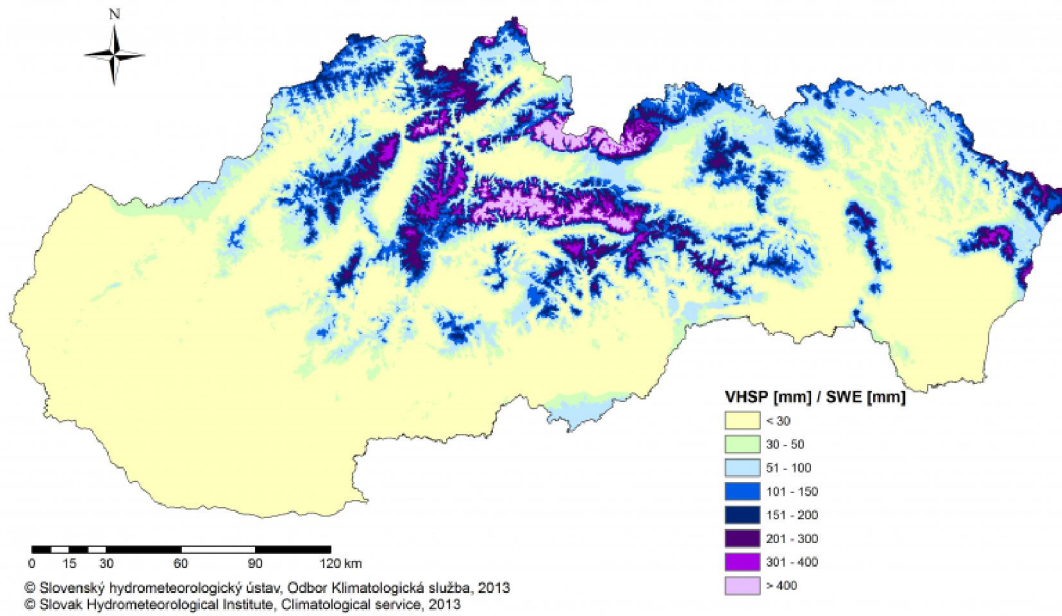 N
VHSP [mm] / SWE [mm]
< 30
30 - 50
51 - 100
101 - 150
151 - 200
201 - 300
301 - 400
> 400
0 15 30 60 90 120 km
© Slovenský hydrometeorologický ústav, Odbor Klimatologická služba, 2013
© Slovak Hydrometeorological Institute, Climatological service, 2013